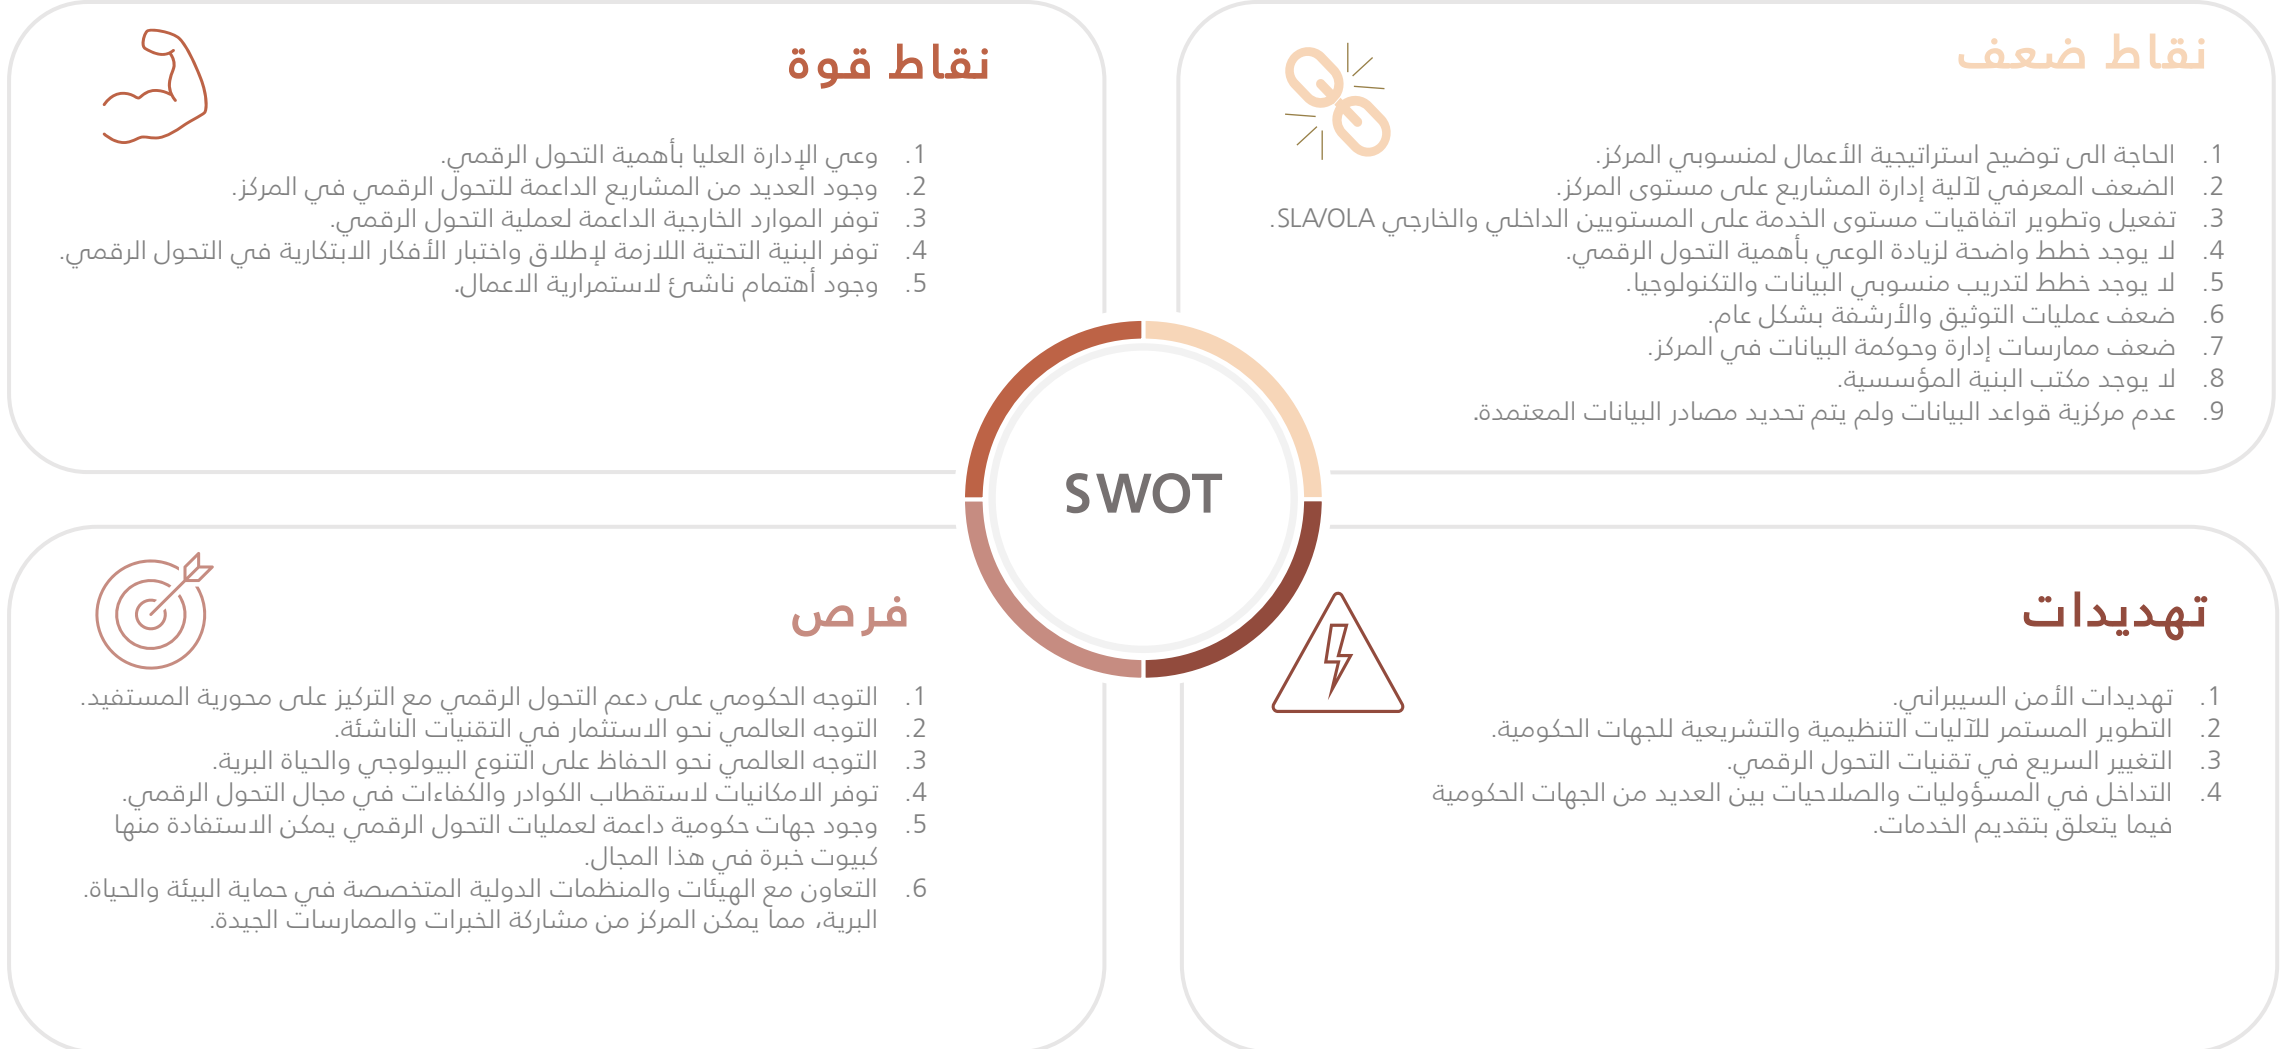 نقاط قوة
1. وعي الإدارة العليا بأهمية التحول الرقمي.
2. وجود العديد من المشاريع الداعمة للتحول الرقمي في المركز.
3. توفر الموارد الخارجية الداعمة لعملية التحول الرقمي.
4. توفر البنية التحتية اللازمة لإطلاق واختبار الأفكار الابتكارية في التحول الرقمي.
5. وجود أهتمام ناشئ لاستمرارية الاعمال.
نقاط ضعف
1. الحاجة الى توضيح استراتيجية الأعمال لمنسوبي المركز.
2. الضعف المعرفي لآلية إدارة المشاريع على مستوى المركز.
3. تفعيل وتطوير اتفاقيات مستوى الخدمة على المستويين الداخلي والخارجي SLA/OLA.
4. لا يوجد خطط واضحة لزيادة الوعي بأهمية التحول الرقمي.
5. لا يوجد خطط لتدريب منسوبي البيانات والتكنولوجيا.
6. ضعف عمليات التوثيق والأرشفة بشكل عام.
7. ضعف ممارسات إدارة وحوكمة البيانات في المركز.
8. لا يوجد مكتب البنية المؤسسية.
9. عدم مركزية قواعد البيانات ولم يتم تحديد مصادر البيانات المعتمدة.
SWOT
فرص
1. التوجه الحكومي على دعم التحول الرقمي مع التركيز على محورية المستفيد.
2. التوجه العالمي نحو الاستثمار في التقنيات الناشئة.
3. التوجه العالمي نحو الحفاظ على التنوع البيولوجي والحياة البرية.
4. توفر الامكانيات لاستقطاب الكوادر والكفاءات في مجال التحول الرقمي.
5. وجود جهات حكومية داعمة لعمليات التحول الرقمي يمكن الاستفادة منها
كبيوت خبرة في هذا المجال.
6. التعاون مع الهيئات والمنظمات الدولية المتخصصة في حماية البيئة والحياة.
البرية، مما يمكن المركز من مشاركة الخبرات والممارسات الجيدة.
تهديدات
1. تهديدات الأمن السيبراني.
2. التطوير المستمر للآليات التنظيمية والتشريعية للجهات الحكومية.
3. التغيير السريع في تقنيات التحول الرقمي.
4. التداخل في المسؤوليات والصلاحيات بين العديد من الجهات الحكومية
فيما يتعلق بتقديم الخدمات.